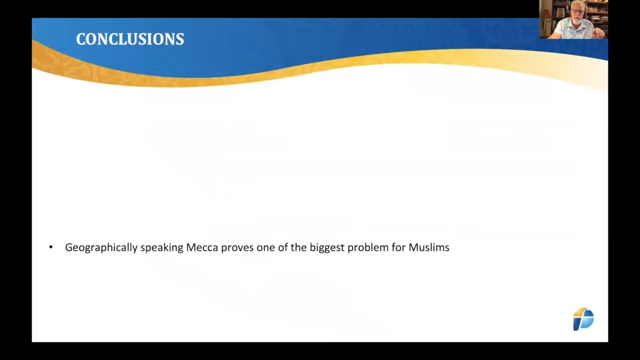 CONCLUSIONS
• Geographically speaking Mecca proves one of the biggest problem for Muslims